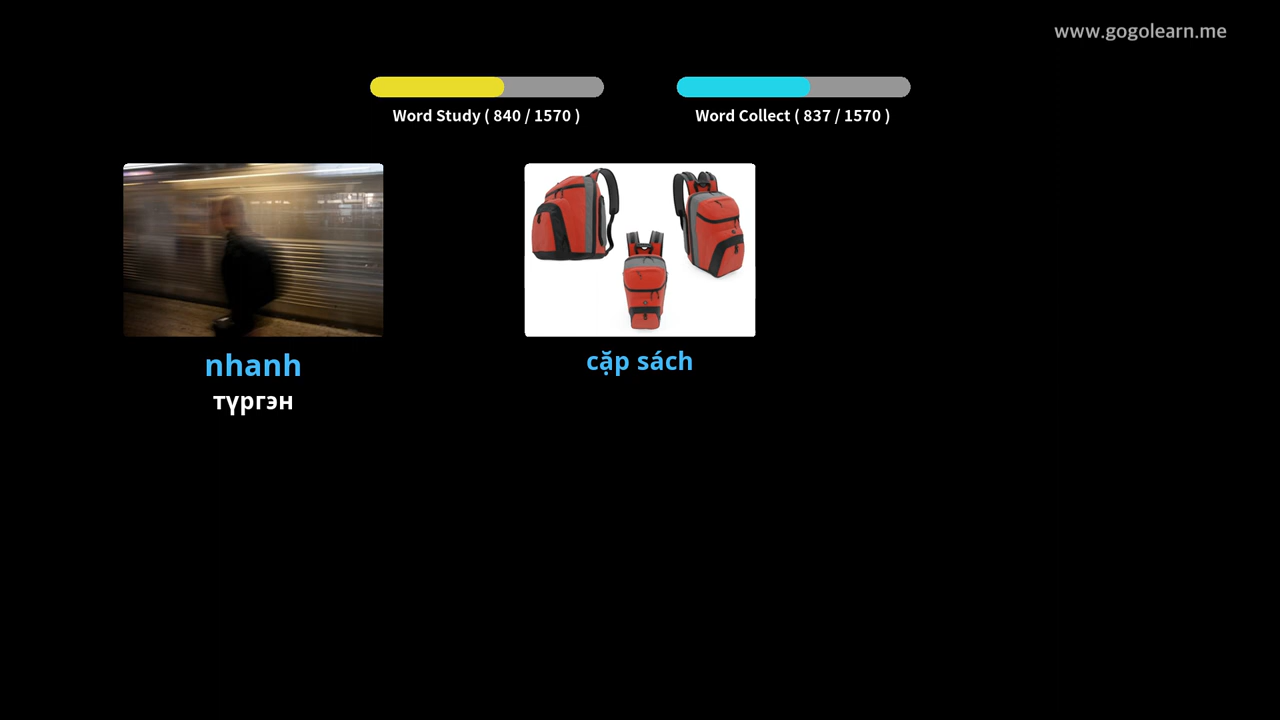 www.gogolearn.me
Word Study ( 840 / 1570 )
Word Collect ( 837 / 1570 )
nhanh
түргэн
cặp sách